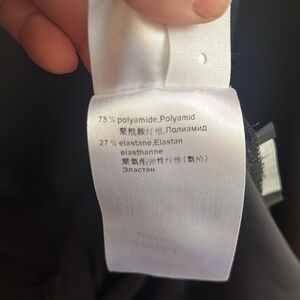 73 % polyamide,Polyamid
聚酰胺纤维,Полиамид
27 % elastane,Elastan
elasthanne
聚氨酯弹性纤维(氨纶)
Эластан